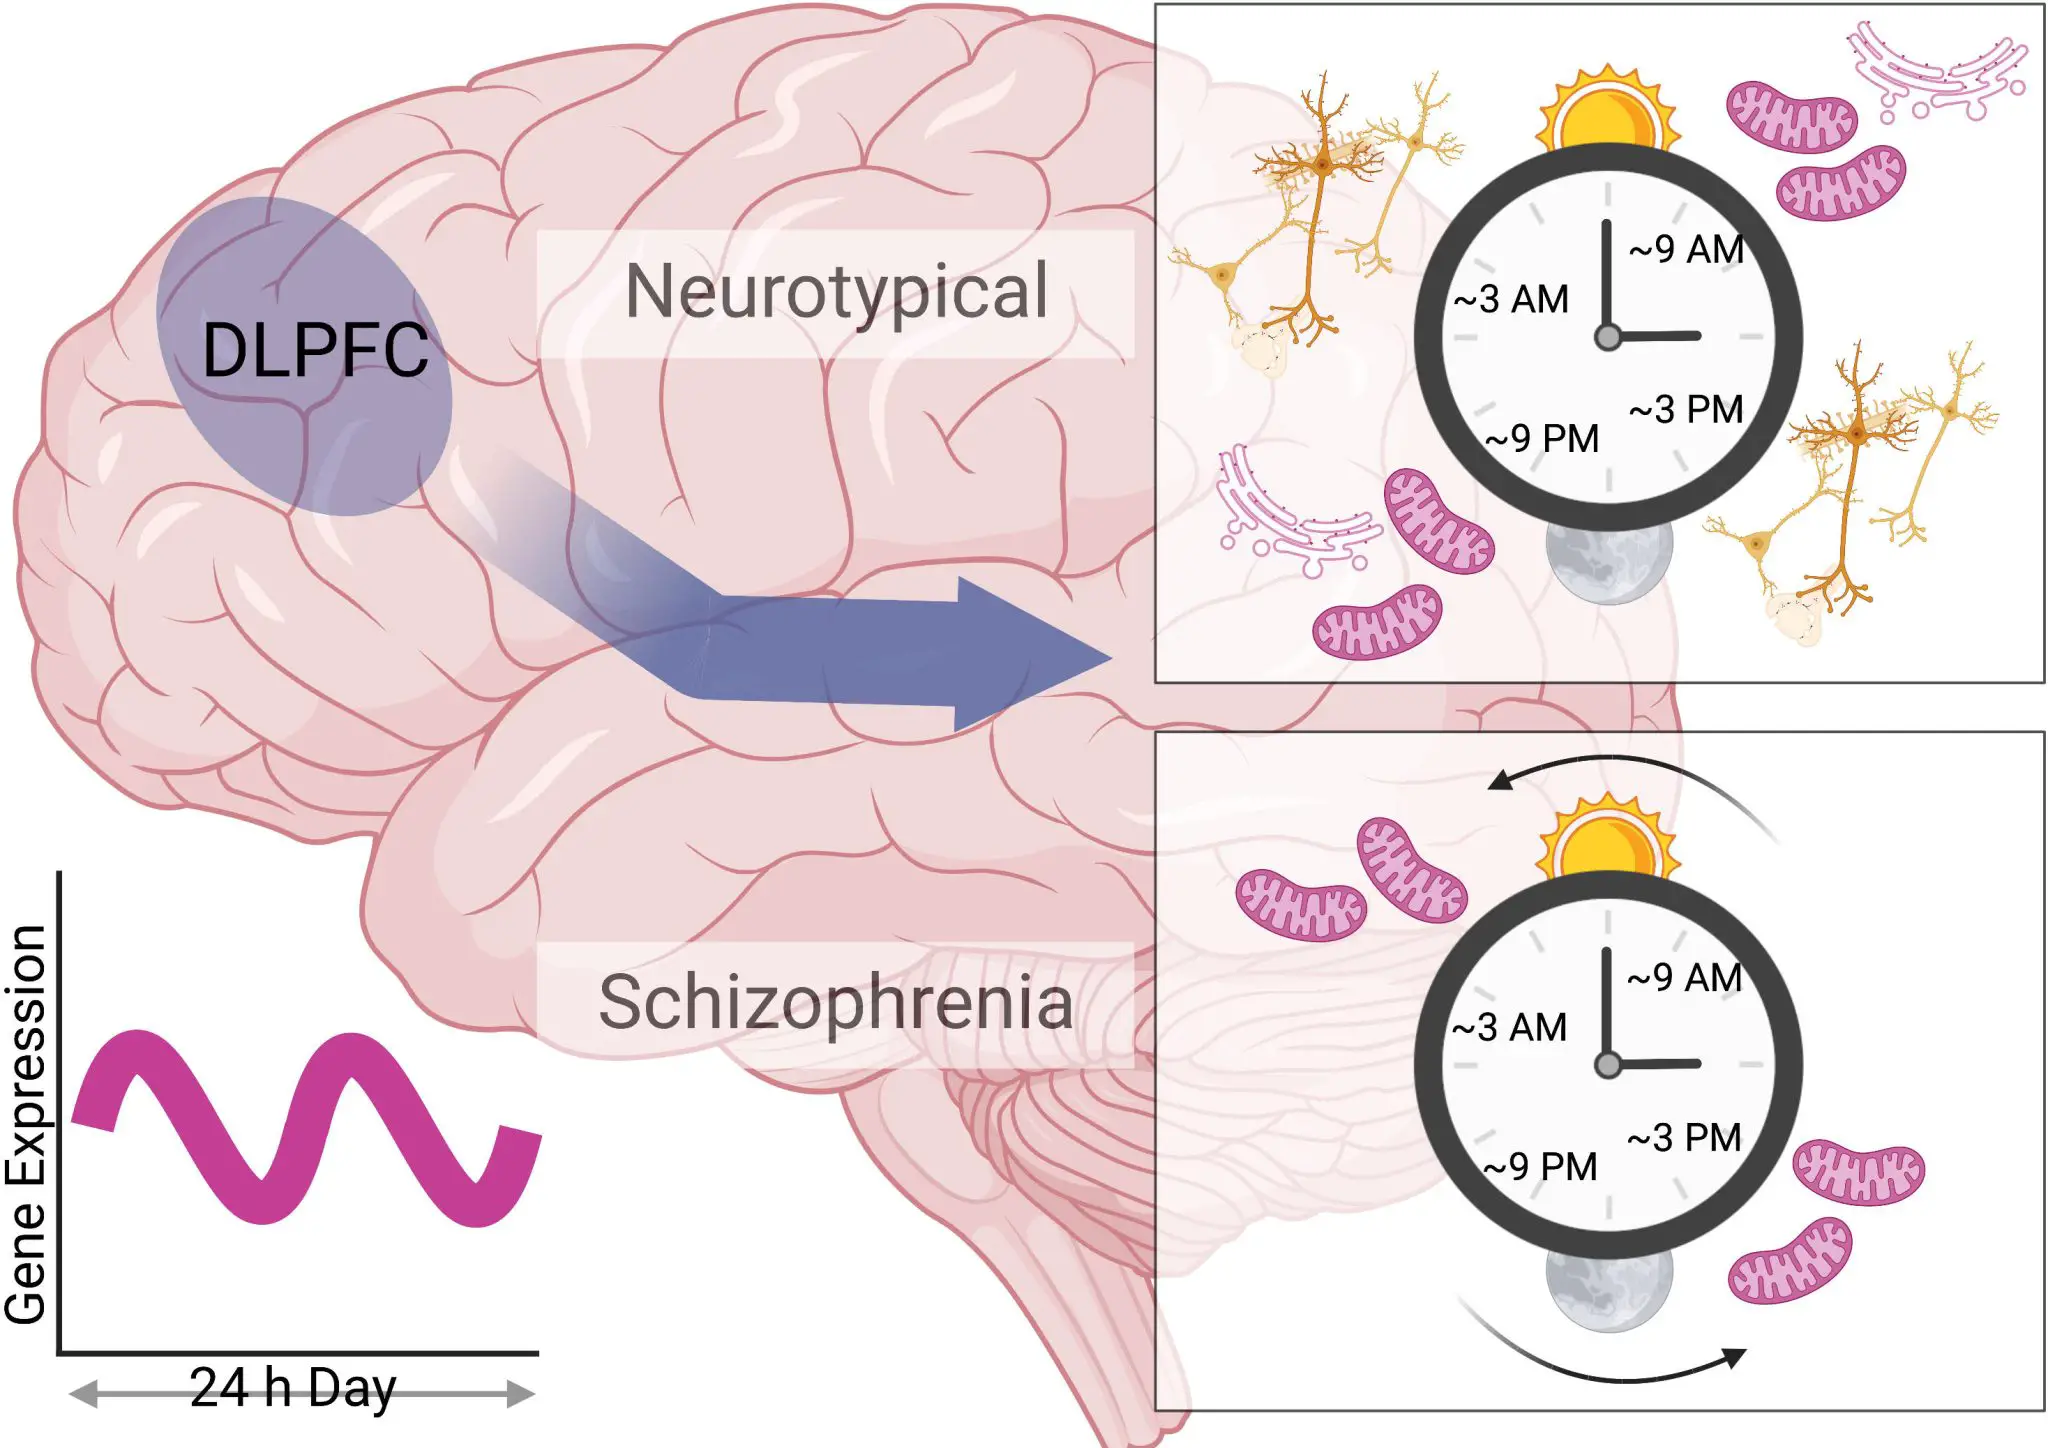 DLPFC
Neurotypical
~9 AM
~3 AM
~3 PM
~9 PM
Schizophrenia
~9 AM
~3 AM
~3 PM
~9 PM
Gene Expression
24 h Day